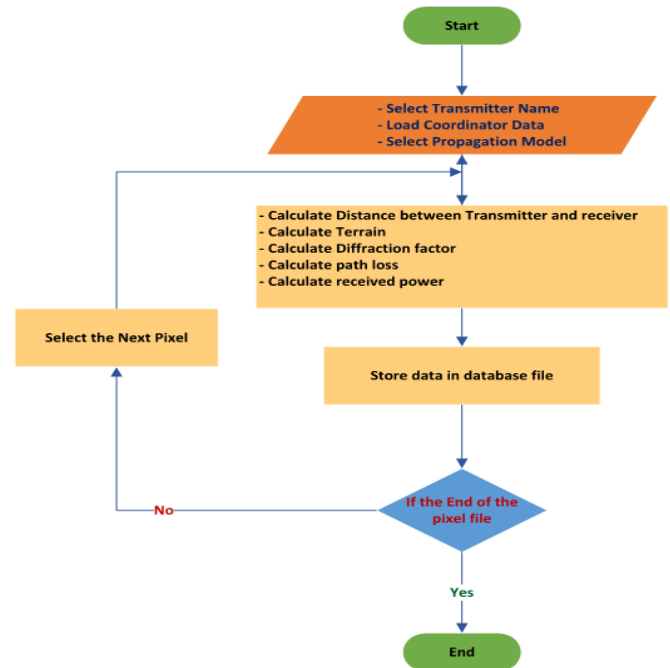 Start
- Select Transmitter Name
- Load Coordinator Data
- Select Propagation Model
- Calculate Distance between Transmitter and receiver
- Calculate Terrain
- Calculate Diffraction factor
- Calculate path loss
- Calculate received power
Select the Next Pixel
Store data in database file
If the End of the
pixel file
No
Yes
End